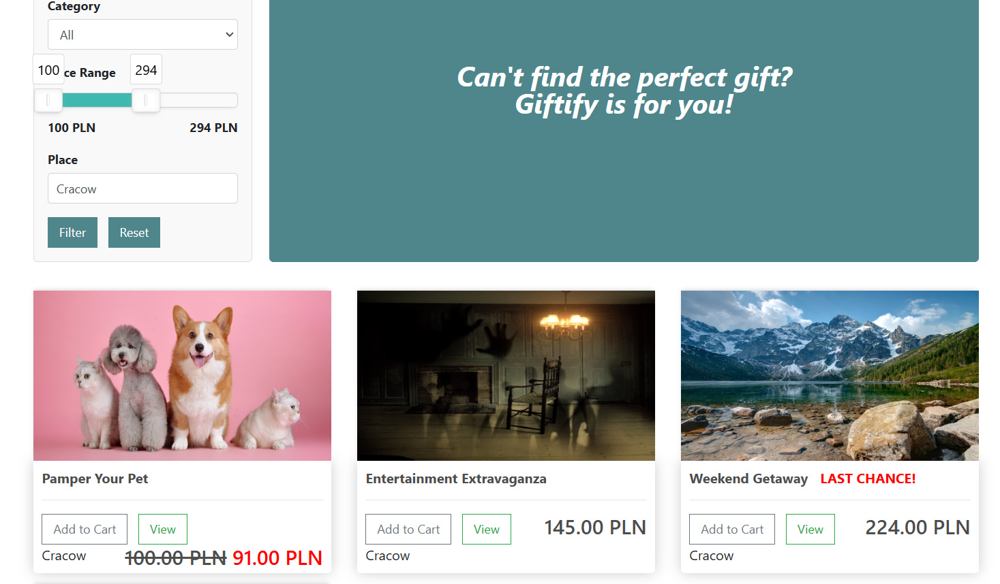 Category
All
100 ce Range 294
100 PLN 294 PLN
Place
Cracow
Filter Reset
Can't find the perfect gift?
Giftify is for you!
Pamper Your Pet
Add to Cart View
Cracow 100.00 PLN 91.00 PLN
Entertainment Extravaganza
Add to Cart View 145.00 PLN
Cracow
Weekend Getaway LAST CHANCE!
Add to Cart View 224.00 PLN
Cracow